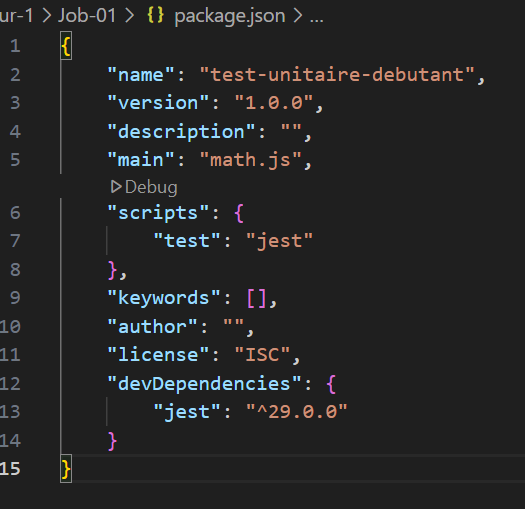 ur-1 > Job-01 > {} package.json > ...
1 {
2 "name": "test-unitaire-debutant",
3 "version": "1.0.0",
4 "description": "",
5 "main": "math.js",
Debug
6 "scripts": {
7 "test": "jest"
8 },
9 "keywords": [],
10 "author": "",
11 "license": "ISC",
12 "devDependencies": {
13 "jest": "^29.0.0"
14 }
15 }